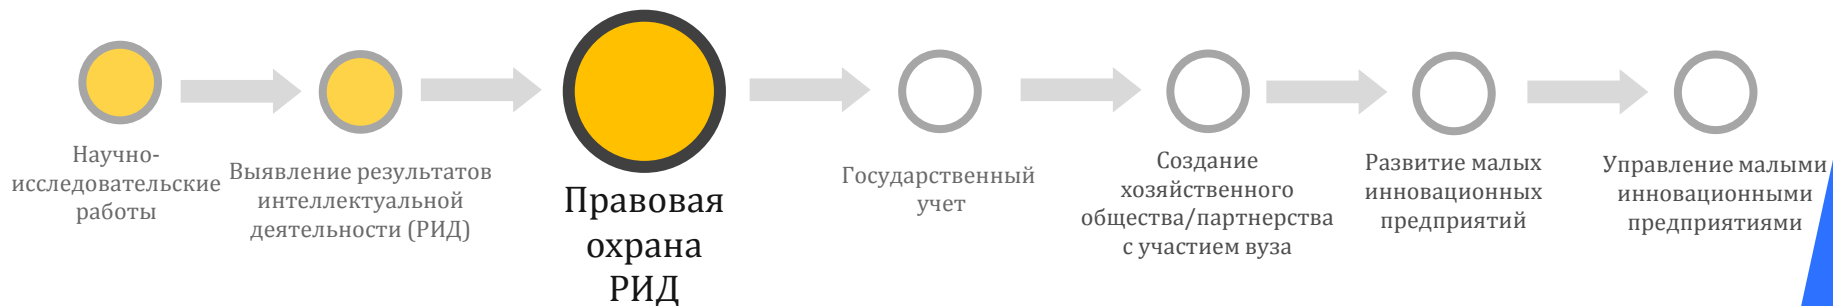 Научно-
исследовательские
работы
Выявление результатов
интеллектуальной
деятельности (РИД)
Правовая
охрана
РИД
Государственный
учет
Создание
хозяйственного
общества/партнерства
с участием вуза
Развитие малых
инновационных
предприятий
Управление малыми
инновационными
предприятиями